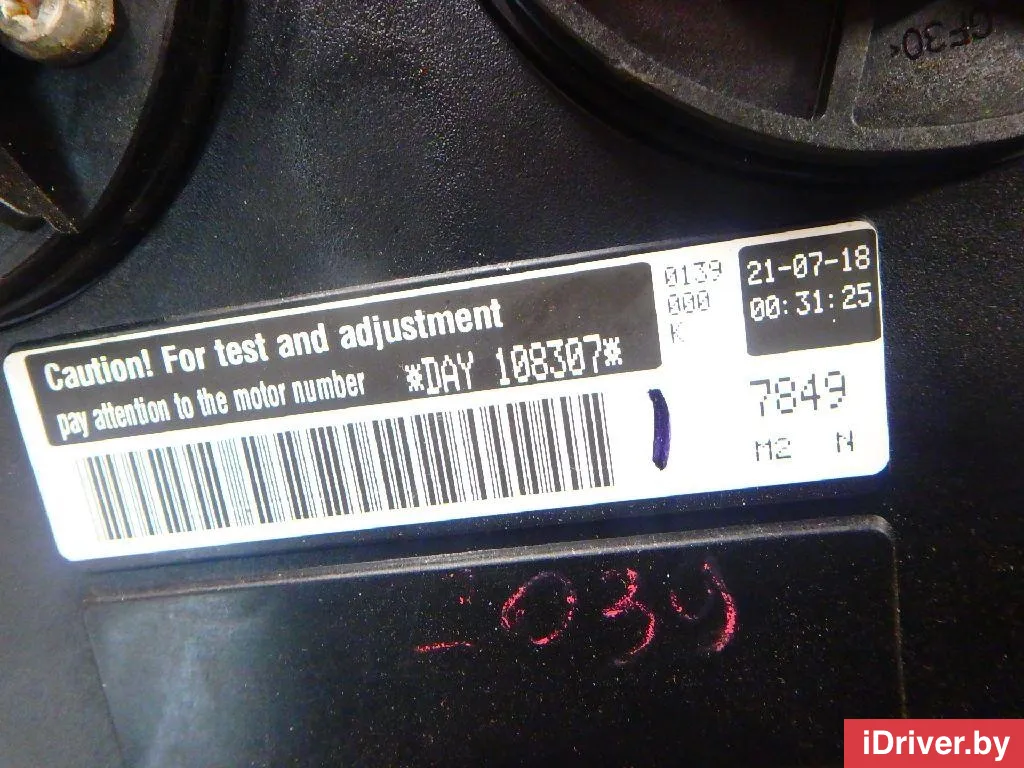 GF30<
Caution! For test and adjustment
pay attention to the motor number
*DAY 108307*
0139
000
K
21-07-18
00:31:25
7849
M2 N
039
iDriver.by